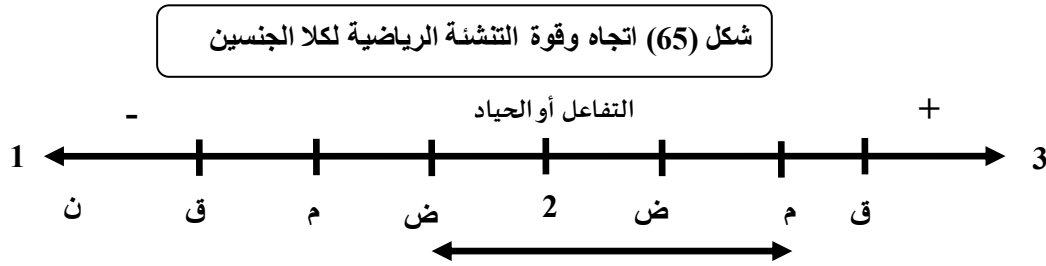 شكل (65) اتجاه وقوة التنشئة الرياضية لكلا الجنسين
+ التفاعل أو الحياد -
3 1
ق م ض 2 ض م ق ن